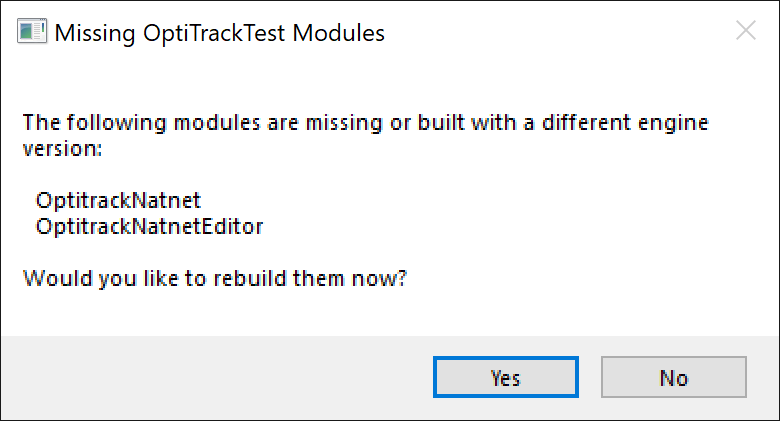 Missing OptiTrackTest Modules
The following modules are missing or built with a different engine
version:
OptitrackNatnet
OptitrackNatnetEditor
Would you like to rebuild them now?
Yes
No